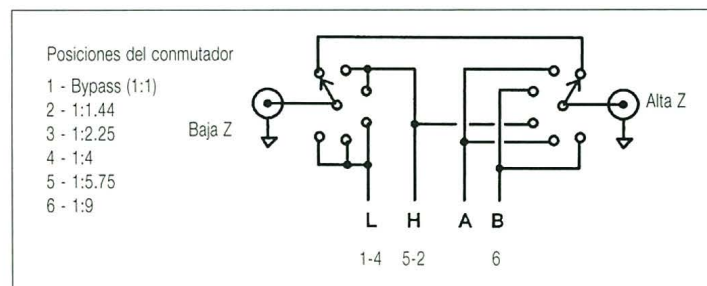 Posiciones del conmutador
1 - Bypass (1:1)
2 - 1:1.44
3 - 1:2.25
4 - 1:4
5 - 1:5.75
6 - 1:9
Baja Z
Alta Z
L H A B
1-4 5-2 6